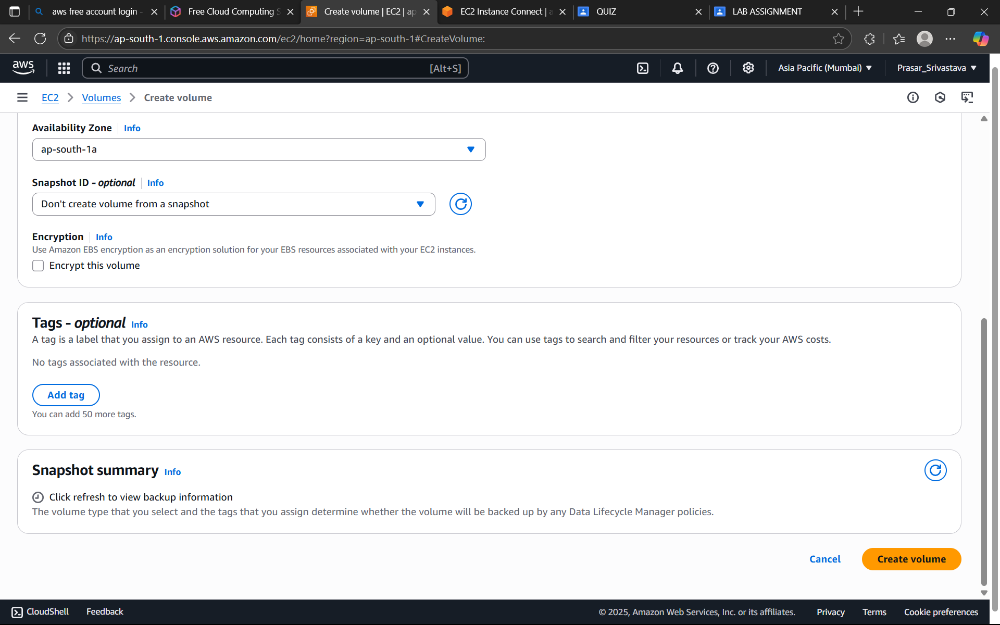 aws free account login -
Free Cloud Computing S
Create volume | EC2 | ap
EC2 Instance Connect | a
QUIZ
LAB ASSIGNMENT
https://ap-south-1.console.aws.amazon.com/ec2/home?region=ap-south-1#CreateVolume:
aws
Search
[Alt+S]
Asia Pacific (Mumbai)
Prasar_Srivastava
EC2 > Volumes > Create volume
Availability Zone
Info
ap-south-1a
Snapshot ID - optional
Info
Don't create volume from a snapshot
Encryption
Info
Use Amazon EBS encryption as an encryption solution for your EBS resources associated with your EC2 instances.
Encrypt this volume
Tags - optional Info
A tag is a label that you assign to an AWS resource. Each tag consists of a key and an optional value. You can use tags to search and filter your resources or track your AWS costs.
No tags associated with the resource.
Add tag
You can add 50 more tags.
Snapshot summary Info
Click refresh to view backup information
The volume type that you select and the tags that you assign determine whether the volume will be backed up by any Data Lifecycle Manager policies.
Cancel
Create volume
CloudShell
Feedback
© 2025, Amazon Web Services, Inc. or its affiliates.
Privacy
Terms
Cookie preferences